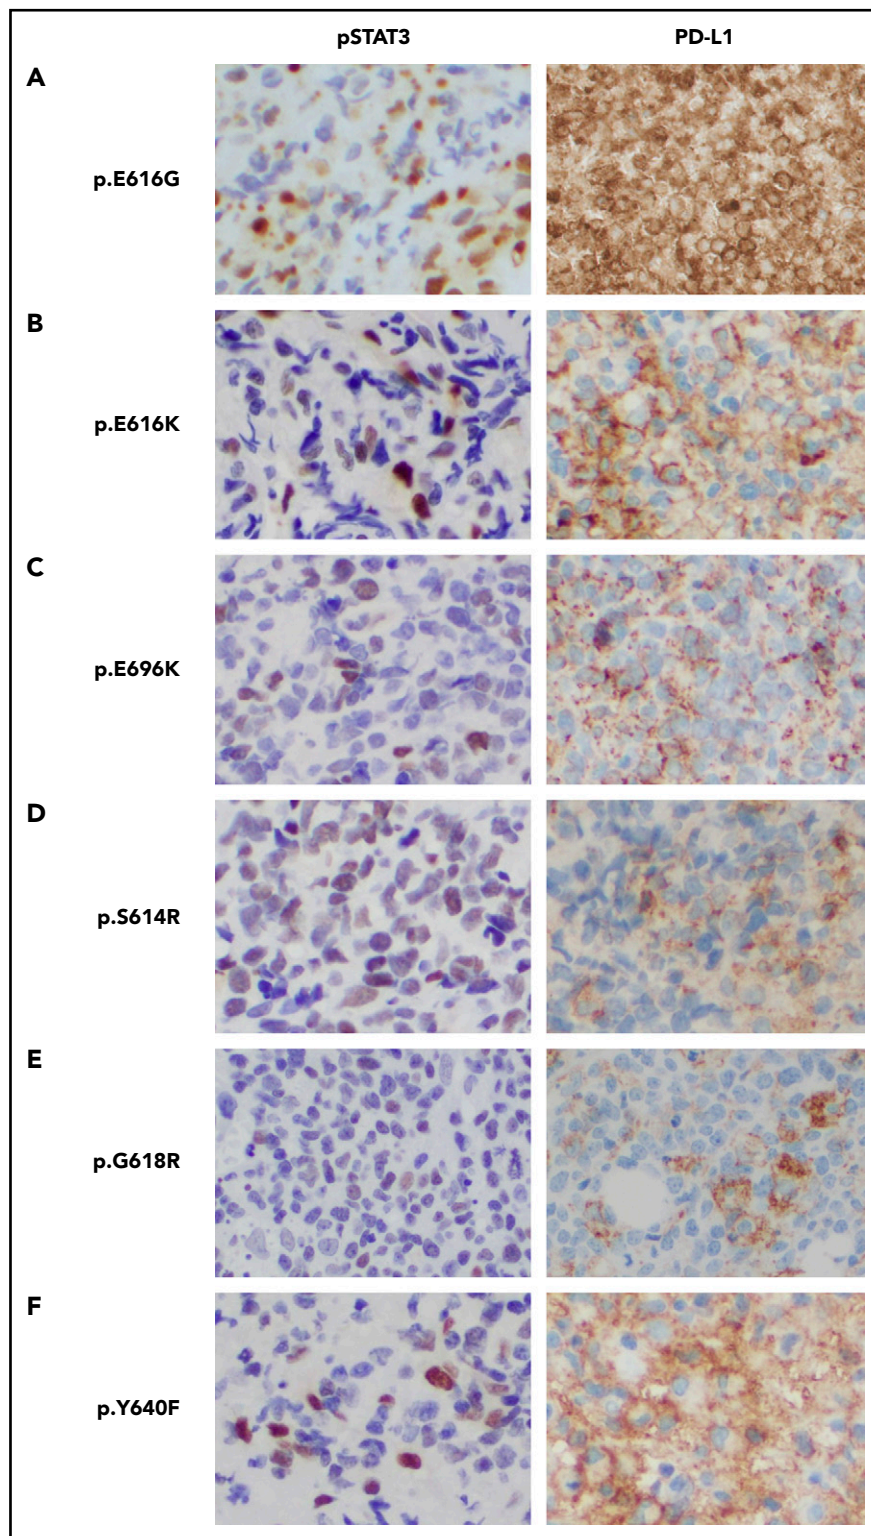 pSTAT3 PD-L1
A
p.E616G
B
p.E616K
C
p.E696K
D
p.S614R
E
p.G618R
F
p.Y640F